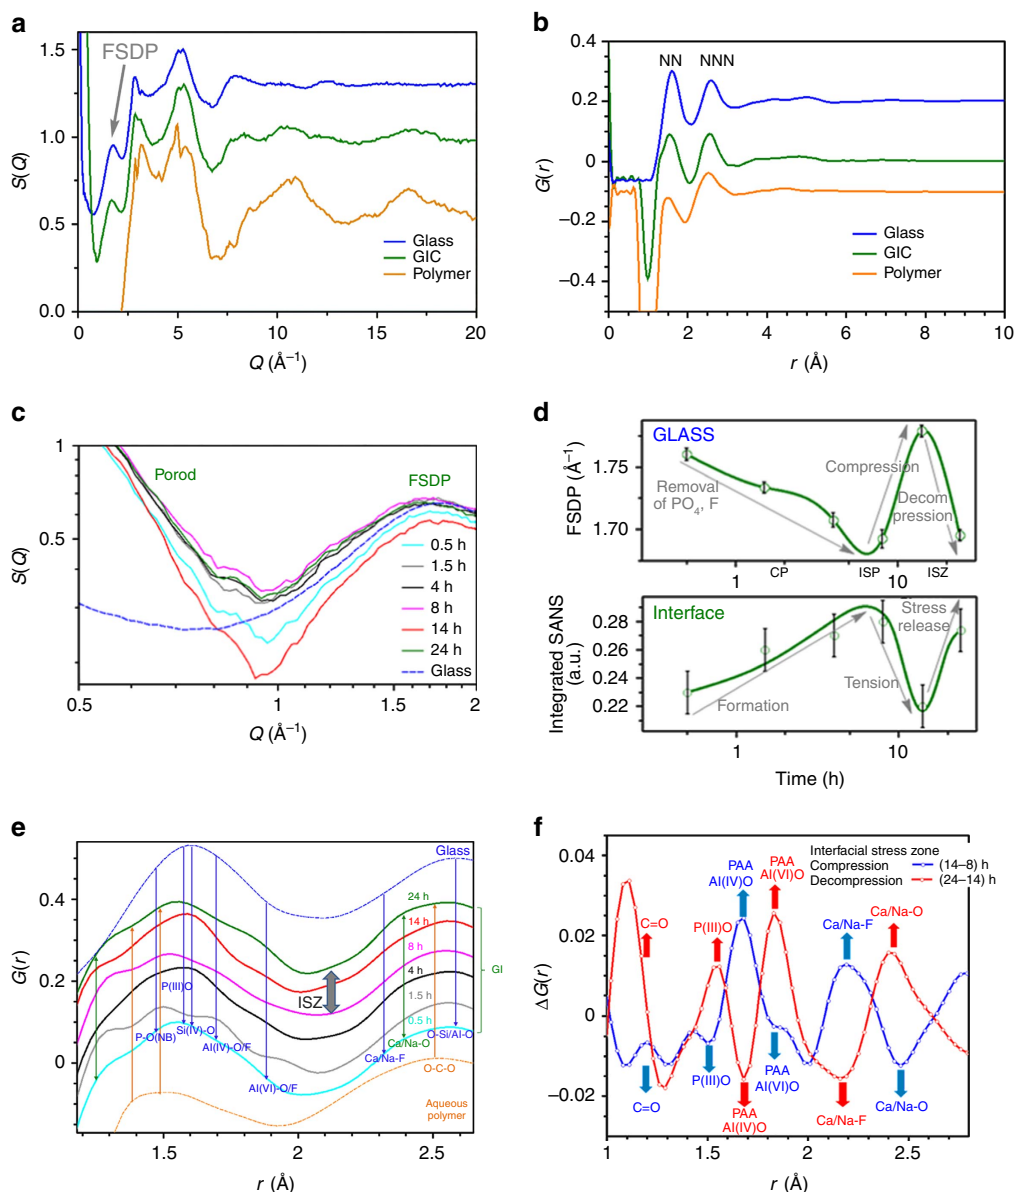 a
FSDP
S(Q)
1.5
1.0
0.5
0.0
Glass
GIC
Polymer
0 5 10 15 20
Q (Å⁻¹)
b
NN NNN
G(r)
0.4
0.2
0
−0.2
−0.4
Glass
GIC
Polymer
0 2 4 6 8 10
r (Å)
c
Porod
FSDP
S(Q)
1
0.5
0.5 h
1.5 h
4 h
8 h
14 h
24 h
Glass
0.5 1 1.5 2
Q (Å⁻¹)
d
GLASS
FSDP (Å⁻¹)
1.75
1.70
Removal
of PO₄, F
Compression
Decom
pression
1 10
CP ISP ISZ
Interface
Integrated SANS
(a.u.)
0.28
0.26
0.24
0.22
Formation
Tension
Stress
release
1 10
Time (h)
e
Glass
G(r)
0.4
0.2
0
24 h
14 h
8 h
4 h
1.5 h
0.5 h
GI
ISZ
P(III)O
P-O(NB)
Si(IV)-O
Al(IV)-O/F
Al(VI)-O/F
Ca/Na-F
Ca/Na-O
O-Si/Al-O
O-C-O
Aqueous
polymer
1.5 2 2.5
r (Å)
f
Interfacial stress zone
Compression (14–8) h
Decompression (24–14) h
ΔG(r)
0.04
0.02
0
−0.02
C=O
P(III)O
PAA
Al(IV)O
PAA
Al(VI)O
Ca/Na-F
Ca/Na-O
C=O
P(III)O
PAA
Al(IV)O
PAA
Al(VI)O
Ca/Na-F
Ca/Na-O
1 1.5 2 2.5
r (Å)